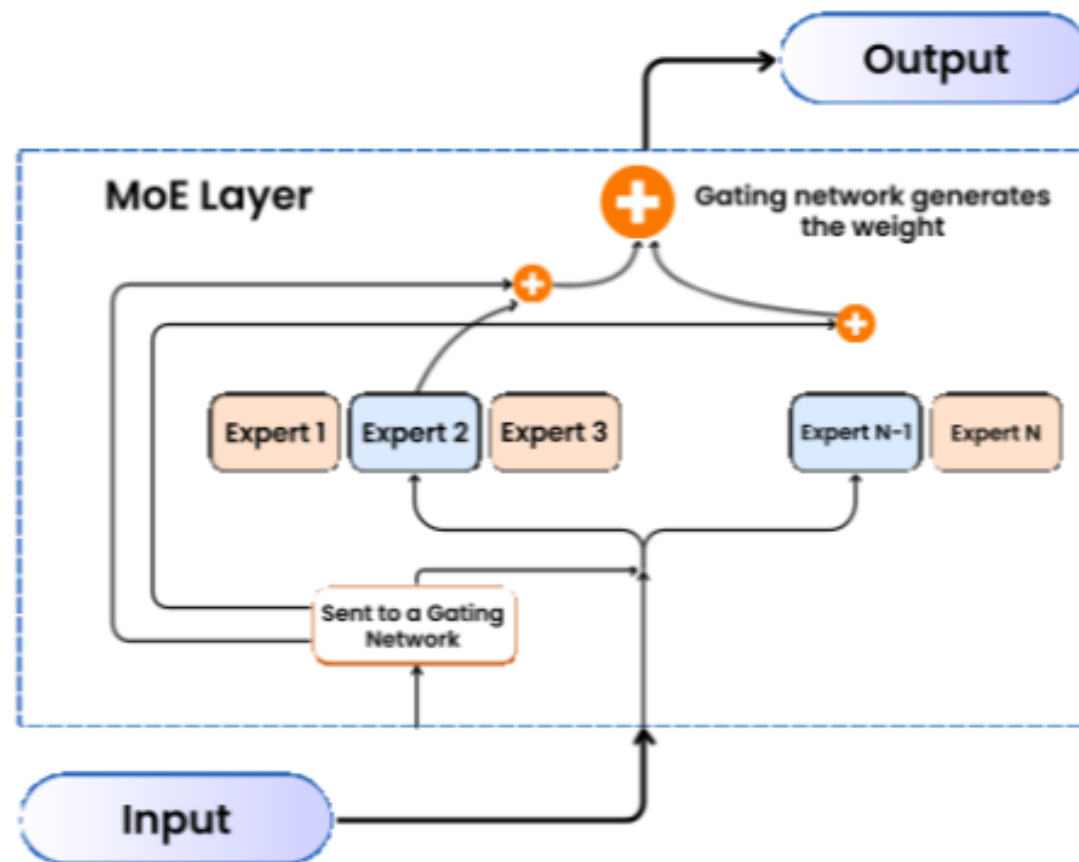 Output
MoE Layer
Gating network generates
the weight
Expert 1
Expert 2
Expert 3
Expert N-1
Expert N
Sent to a Gating
Network
Input